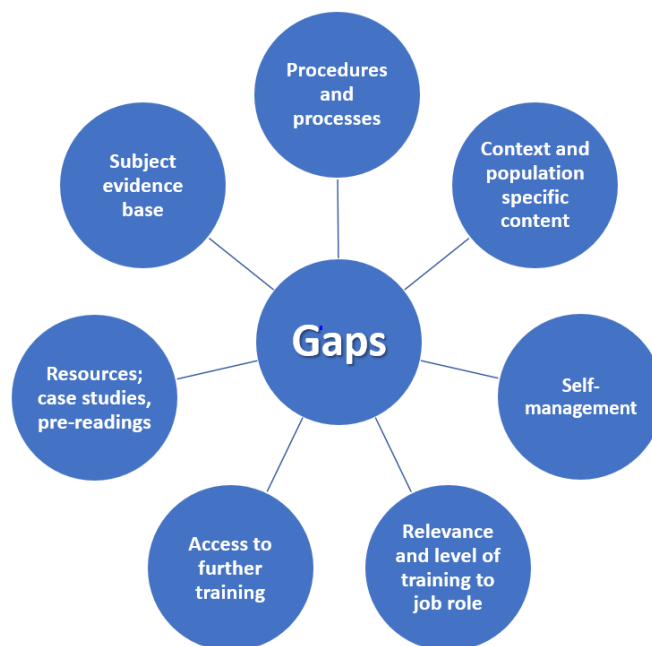 Procedures
and
processes
Context and
population
specific
content
Self-
management
Relevance
and level of
training to
job role
Access to
further
training
Resources;
case studies,
pre-readings
Subject
evidence
base
Gaps